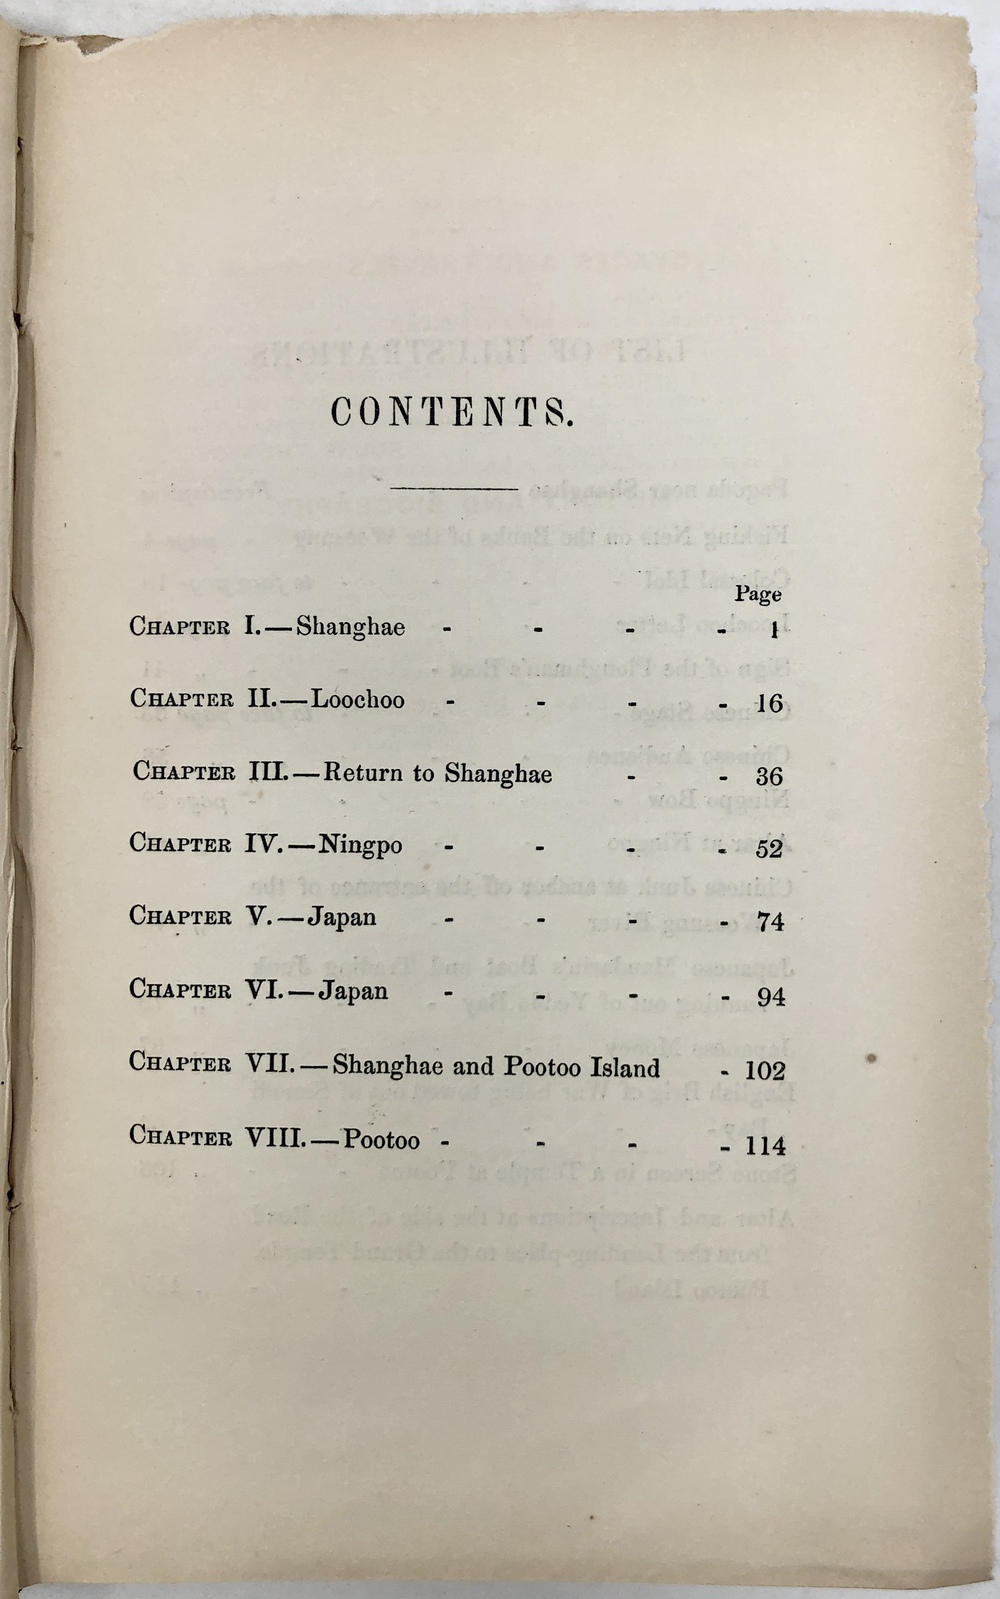 CONTENTS.
Page
CHAPTER I.—Shanghae - - - - 1
CHAPTER II.—Loochoo - - - - 16
CHAPTER III.—Return to Shanghae - - 36
CHAPTER IV.—Ningpo - - - - 52
CHAPTER V.—Japan - - - - 74
CHAPTER VI.—Japan - - - - 94
CHAPTER VII.—Shanghae and Pootoo Island - 102
CHAPTER VIII.—Pootoo - - - - 114